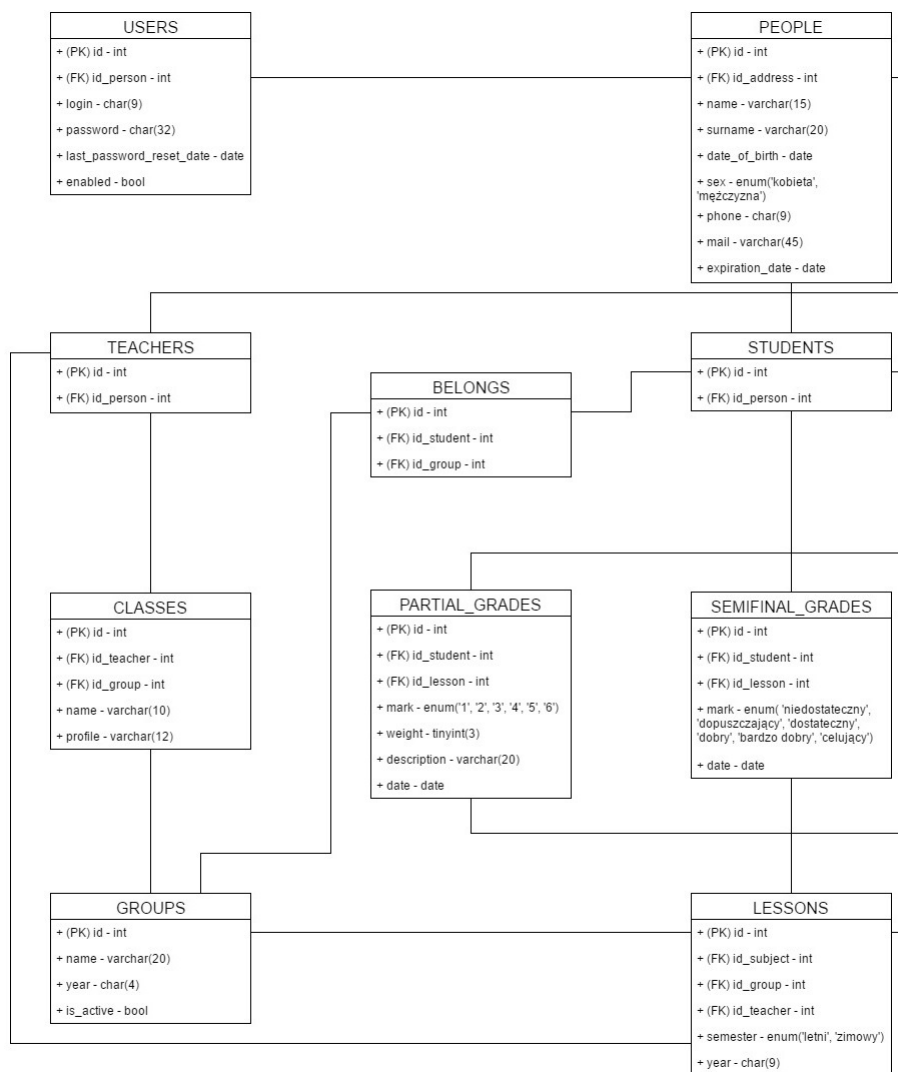 USERS
+ (PK) id - int
+ (FK) id_person - int
+ login - char(9)
+ password - char(32)
+ last_password_reset_date - date
+ enabled - bool
PEOPLE
+ (PK) id - int
+ (FK) id_address - int
+ name - varchar(15)
+ surname - varchar(20)
+ date_of_birth - date
+ sex - enum('kobieta',
'mężczyzna')
+ phone - char(9)
+ mail - varchar(45)
+ expiration_date - date
TEACHERS
+ (PK) id - int
+ (FK) id_person - int
BELONGS
+ (PK) id - int
+ (FK) id_student - int
+ (FK) id_group - int
STUDENTS
+ (PK) id - int
+ (FK) id_person - int
CLASSES
+ (PK) id - int
+ (FK) id_teacher - int
+ (FK) id_group - int
+ name - varchar(10)
+ profile - varchar(12)
PARTIAL_GRADES
+ (PK) id - int
+ (FK) id_student - int
+ (FK) id_lesson - int
+ mark - enum('1', '2', '3', '4', '5', '6')
+ weight - tinyint(3)
+ description - varchar(20)
+ date - date
SEMIFINAL_GRADES
+ (PK) id - int
+ (FK) id_student - int
+ (FK) id_lesson - int
+ mark - enum( 'niedostateczny',
'dopuszczający', 'dostateczny',
'dobry', 'bardzo dobry', 'celujący')
+ date - date
GROUPS
+ (PK) id - int
+ name - varchar(20)
+ year - char(4)
+ is_active - bool
LESSONS
+ (PK) id - int
+ (FK) id_subject - int
+ (FK) id_group - int
+ (FK) id_teacher - int
+ semester - enum('letni', 'zimowy')
+ year - char(9)